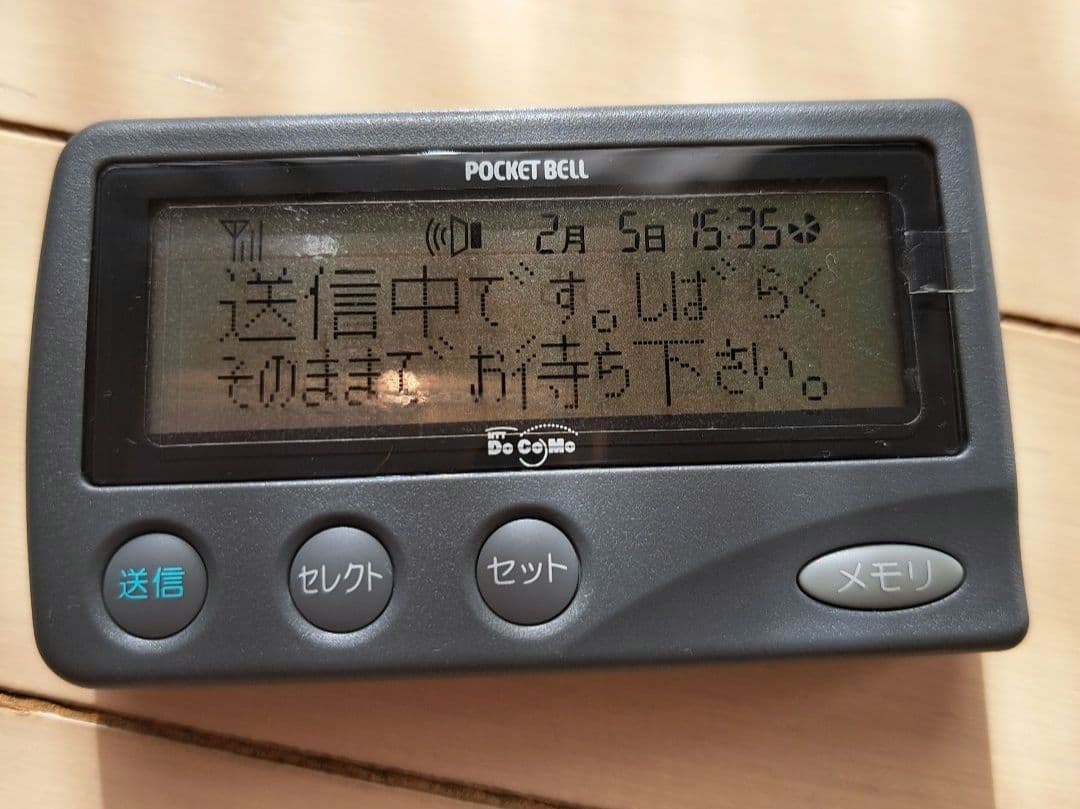 POCKET BELL
2月 5日 15:35
送信中です。しばらく
そのままで お待ち下さい。
NTT
DoCoMo
送信 セレクト セット メモリ